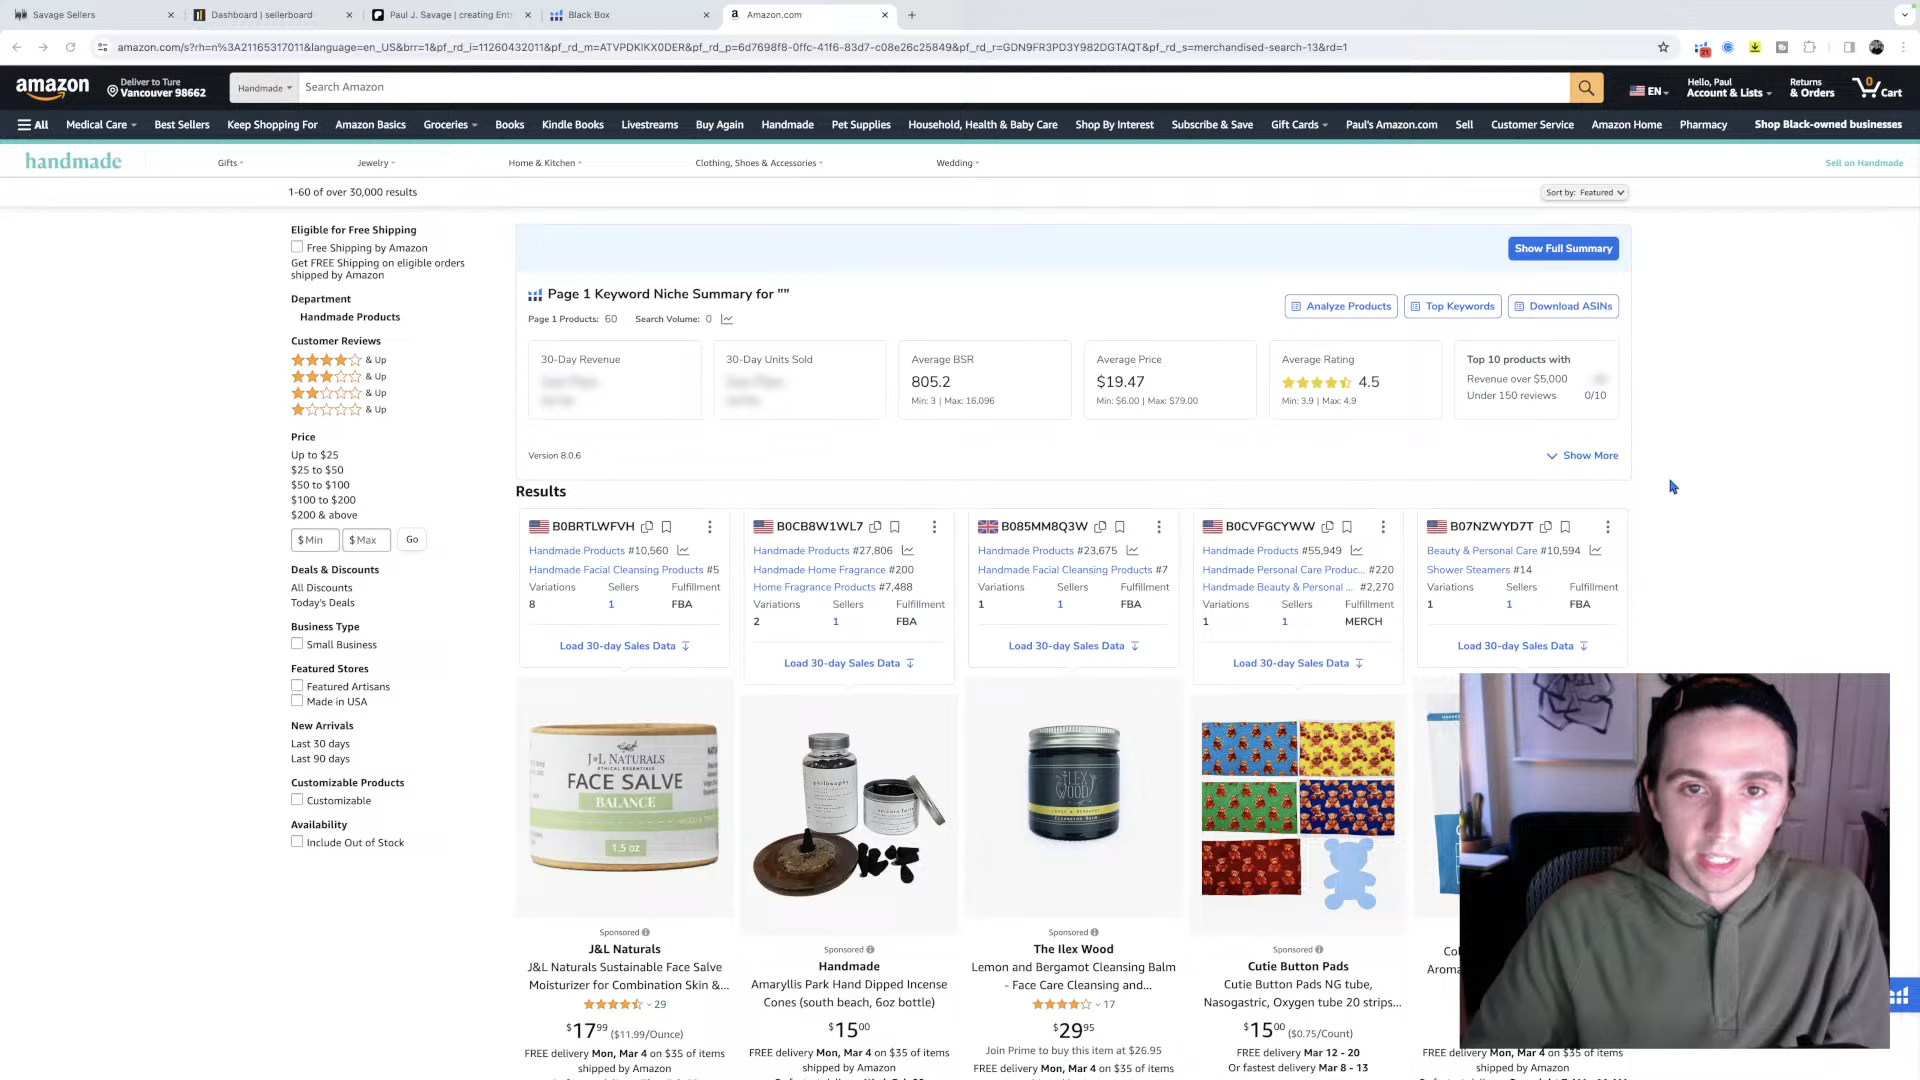 Savage Sellers
Dashboard | sellerboard
Paul J. Savage | creating Entr
Black Box
Amazon.com
amazon.com/s?rh=n%3A21165317011&language=en_US&brr=1&pf_rd_i=11260432011&pf_rd_m=ATVPDKIKX0DER&pf_rd_p=6d7698f8-0ffc-41f6-83d7-c08e26c25849&pf_rd_r=GDN9FR3PD3Y982DGTAQT&pf_rd_s=merchandised-search-13&rd=1
21
amazon
Deliver to Ture
Vancouver 98662
Handmade
Search Amazon
EN
Hello, Paul
Account & Lists
Returns
& Orders
0
Cart
All
Medical Care
Best Sellers
Keep Shopping For
Amazon Basics
Groceries
Books
Kindle Books
Livestreams
Buy Again
Handmade
Pet Supplies
Household, Health & Baby Care
Shop By Interest
Subscribe & Save
Gift Cards
Paul's Amazon.com
Sell
Customer Service
Amazon Home
Pharmacy
Shop Black-owned businesses
handmade
Gifts
Jewelry
Home & Kitchen
Clothing, Shoes & Accessories
Wedding
Sell on Handmade
1-60 of over 30,000 results
Sort by: Featured
Eligible for Free Shipping
Free Shipping by Amazon
Get FREE Shipping on eligible orders
shipped by Amazon
Department
Handmade Products
Customer Reviews
& Up
& Up
& Up
& Up
Price
Up to $25
$25 to $50
$50 to $100
$100 to $200
$200 & above
$ Min
$ Max
Go
Deals & Discounts
All Discounts
Today's Deals
Business Type
Small Business
Featured Stores
Featured Artisans
Made in USA
New Arrivals
Last 30 days
Last 90 days
Customizable Products
Customizable
Availability
Include Out of Stock
Show Full Summary
Page 1 Keyword Niche Summary for ""
Page 1 Products: 60
Search Volume: 0
Analyze Products
Top Keywords
Download ASINs
30-Day Revenue
30-Day Units Sold
Average BSR
805.2
Min: 3 | Max: 16,096
Average Price
$19.47
Min: $6.00 | Max: $79.00
Average Rating
4.5
Min: 3.9 | Max: 4.9
Top 10 products with
Revenue over $5,000
Under 150 reviews 0/10
Version 8.0.6
Show More
Results
B0BRTLWFVH
Handmade Products #10,560
Handmade Facial Cleansing Products #5
Variations Sellers Fulfillment
8 1 FBA
Load 30-day Sales Data
J&L NATURALS
ETHICAL ESSENTIALS
FACE SALVE
BALANCE
1.5 oz
Sponsored
J&L Naturals
J&L Naturals Sustainable Face Salve
Moisturizer for Combination Skin &...
29
$17.99 ($11.99/Ounce)
FREE delivery Mon, Mar 4 on $35 of items
shipped by Amazon
B0CB8W1WL7
Handmade Products #27,806
Handmade Home Fragrance #200
Home Fragrance Products #7,488
Variations Sellers Fulfillment
2 1 FBA
Load 30-day Sales Data
philosophy
Sponsored
Handmade
Amaryllis Park Hand Dipped Incense
Cones (south beach, 6oz bottle)
$15.00
FREE delivery Mon, Mar 4 on $35 of items
shipped by Amazon
B085MM8Q3W
Handmade Products #23,675
Handmade Facial Cleansing Products #7
Variations Sellers Fulfillment
1 1 FBA
Load 30-day Sales Data
ILEX
WOOD
CLEANSING BALM
Sponsored
The Ilex Wood
Lemon and Bergamot Cleansing Balm
- Face Care Cleansing and...
17
$29.95
Join Prime to buy this item at $26.95
FREE delivery Mon, Mar 4 on $35 of items
B0CVFGCYWW
Handmade Products #55,949
Handmade Personal Care Produc... #220
Handmade Beauty & Personal ... #2,270
Variations Sellers Fulfillment
1 1 MERCH
Load 30-day Sales Data
Sponsored
Cutie Button Pads
Cutie Button Pads NG tube,
Nasogastric, Oxygen tube 20 strips...
$15.00 ($0.75/Count)
FREE delivery Mar 12 - 20
Or fastest delivery Mar 8 - 13
B07NZWYD7T
Beauty & Personal Care #10,594
Shower Steamers #14
Variations Sellers Fulfillment
1 1 FBA
Load 30-day Sales Data
FREE delivery Mon, Mar 4 on $35 of items
shipped by Amazon